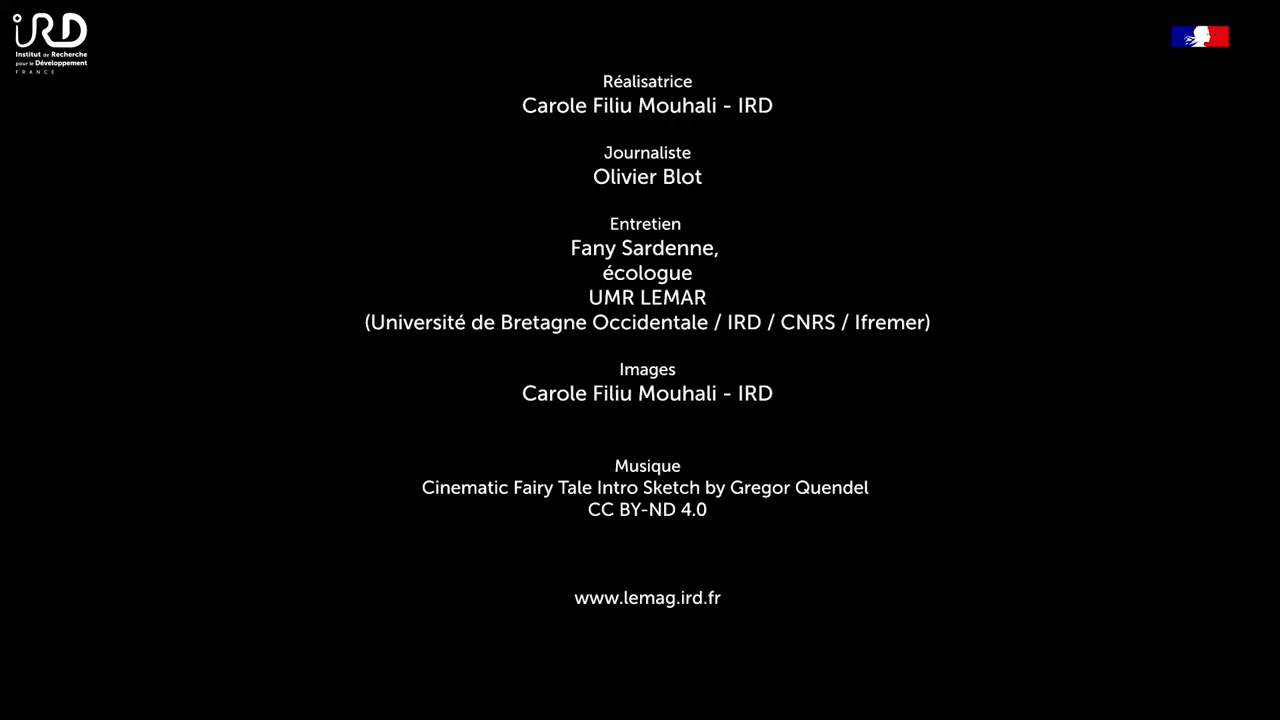 iRD
Institut de Recherche
pour le Développement
FRANCE
Réalisatrice
Carole Filiu Mouhali - IRD
Journaliste
Olivier Blot
Entretien
Fany Sardenne,
écologue
UMR LEMAR
(Université de Bretagne Occidentale / IRD / CNRS / Ifremer)
Images
Carole Filiu Mouhali - IRD
Musique
Cinematic Fairy Tale Intro Sketch by Gregor Quendel
CC BY-ND 4.0
www.lemag.ird.fr